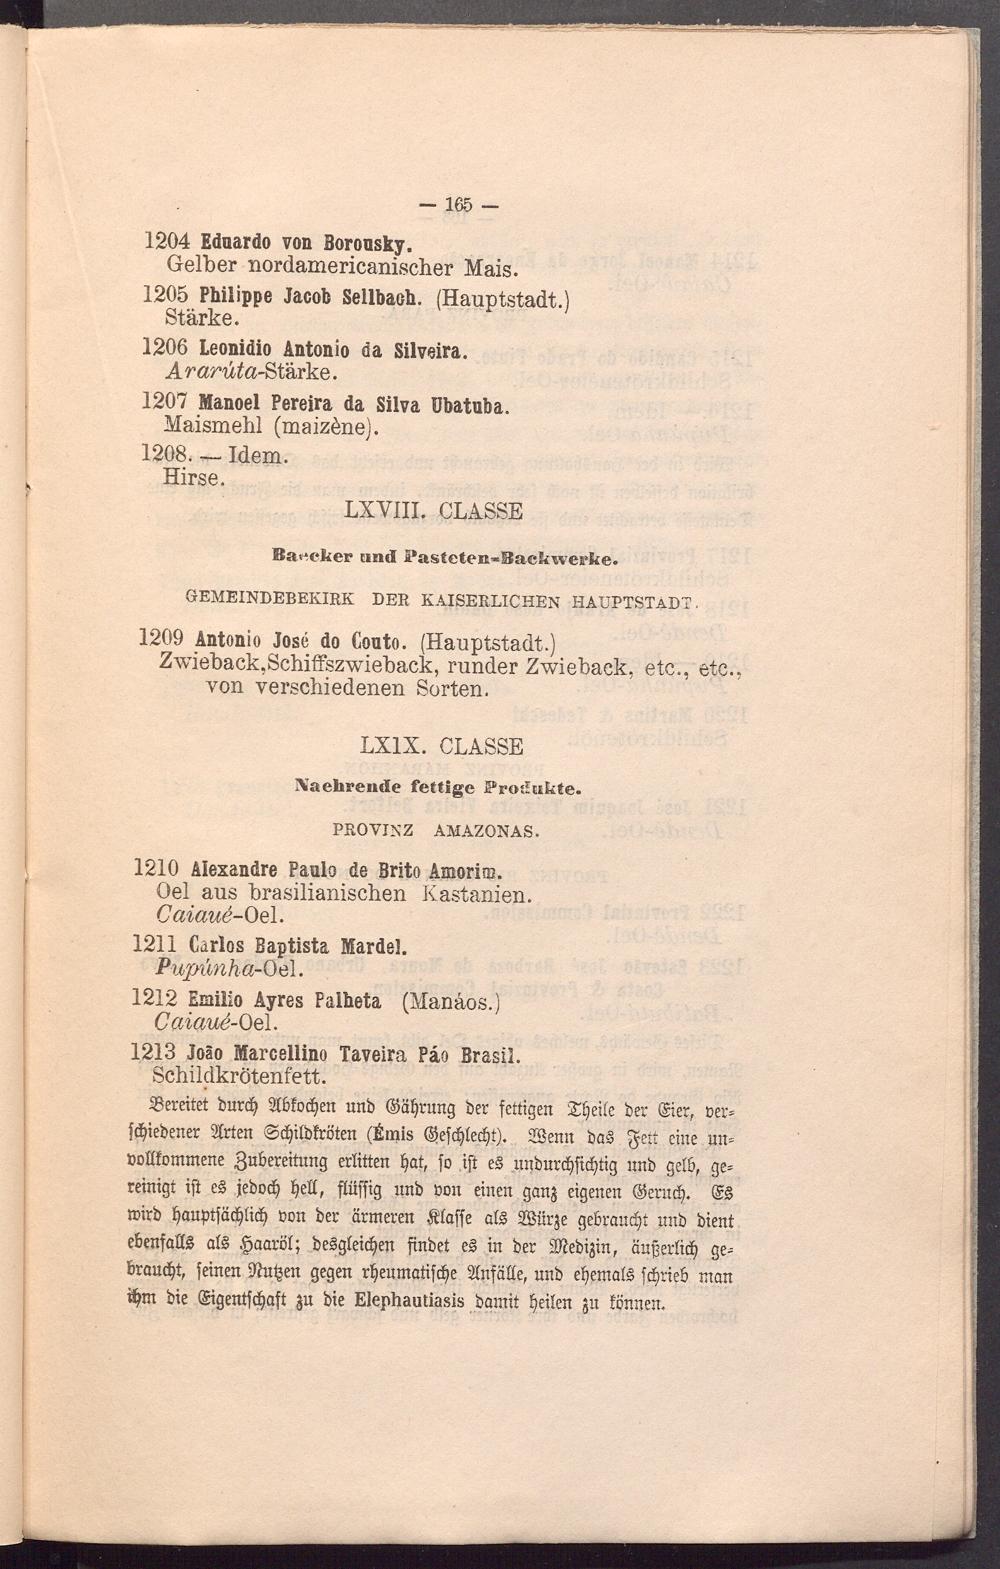 — 165 —
1204 Eduardo von Borousky.
Gelber nordamericanischer Mais.
1205 Philippe Jacob Sellbach. (Hauptstadt.)
Stärke.
1206 Leonidio Antonio da Silveira.
Ararúta-Stärke.
1207 Manoel Pereira da Silva Ubatuba.
Maismehl (maizène).
1208. — Idem.
Hirse.
LXVIII. CLASSE
Baecker und Pasteten-Backwerke.
GEMEINDEBEKIRK DER KAISERLICHEN HAUPTSTADT.
1209 Antonio José do Couto. (Hauptstadt.)
Zwieback,Schiffszwieback, runder Zwieback, etc., etc.,
von verschiedenen Sorten.
LX1X. CLASSE
Naehrende fettige Produkte.
PROVINZ AMAZONAS.
1210 Alexandre Paulo de Brito Amorim.
Oel aus brasilianischen Kastanien.
Caiaué-Oel.
1211 Carlos Baptista Mardel.
Pupúnha-Oel.
1212 Emilio Ayres Palheta (Manáos.)
Caiaué-Oel.
1213 João Marcellino Taveira Páo Brasil.
Schildkrötenfett.
Bereitet durch Abkochen und Gährung der fettigen Theile der Eier, ver-
schiedener Arten Schildkröten (Émis Geschlecht). Wenn das Fett eine un-
vollkommene Zubereitung erlitten hat, so ist es undurchsichtig und gelb, ge-
reinigt ist es jedoch hell, flüssig und von einen ganz eigenen Geruch. Es
wird hauptsächlich von der ärmeren Klasse als Würze gebraucht und dient
ebenfalls als Haaröl; desgleichen findet es in der Medizin, äußerlich ge-
braucht, seinen Nutzen gegen rheumatische Anfälle, und ehemals schrieb man
ihm die Eigentschaft zu die Elephautiasis damit heilen zu können.